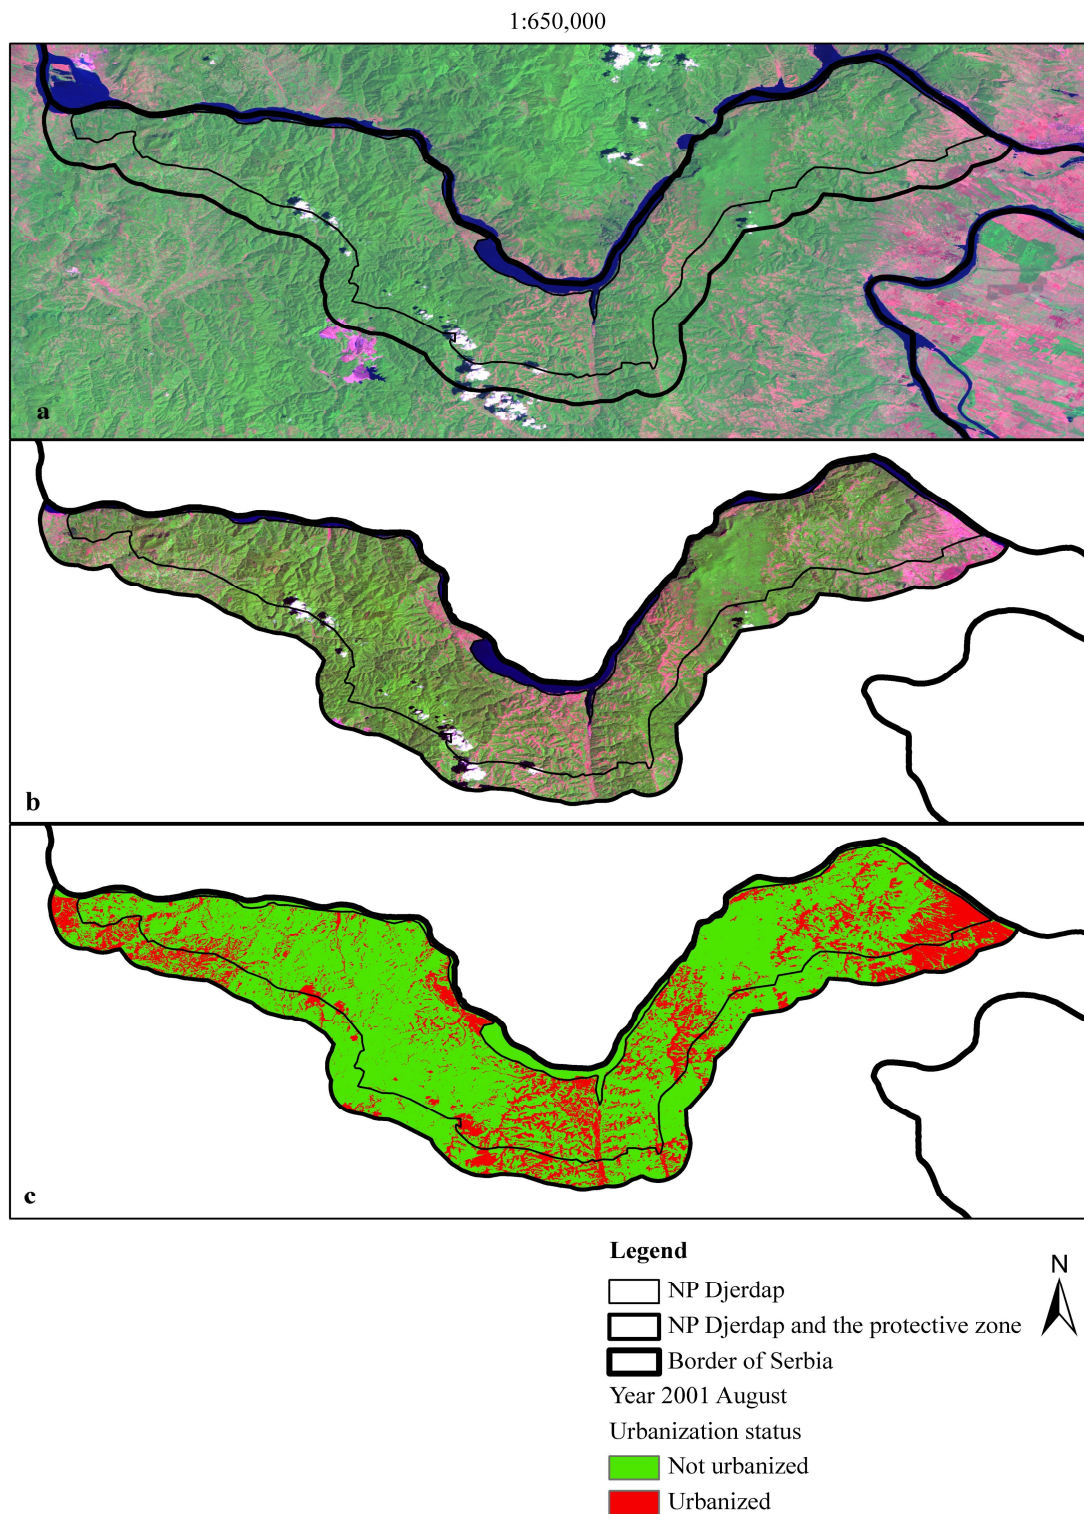 1:650,000
a
b
c
Legend
N
NP Djerdap
NP Djerdap and the protective zone
Border of Serbia
Year 2001 August
Urbanization status
Not urbanized
Urbanized